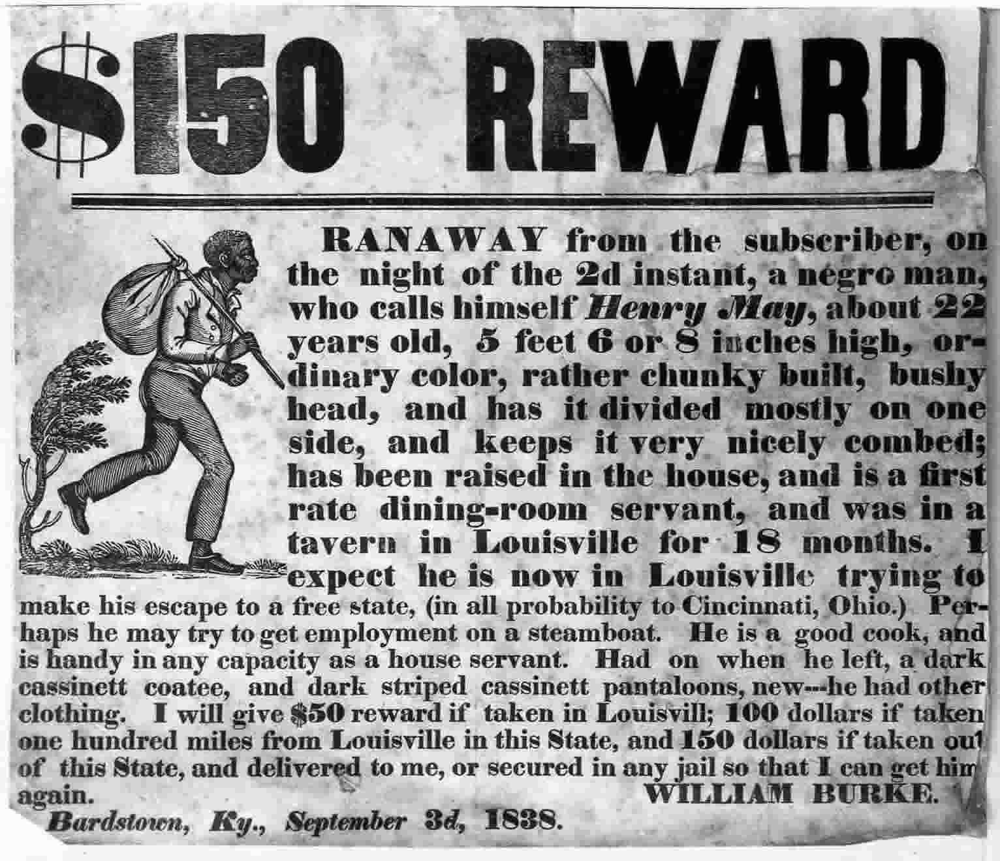 $150 REWARD
RANAWAY from the subscriber, on
the night of the 2d instant, a negro man,
who calls himself Henry May, about 22
years old, 5 feet 6 or 8 inches high, or-
dinary color, rather chunky built, bushy
head, and has it divided mostly on one
side, and keeps it very nicely combed;
has been raised in the house, and is a first
rate dining-room servant, and was in a
tavern in Louisville for 18 months. I
expect he is now in Louisville trying to
make his escape to a free state, (in all probability to Cincinnati, Ohio.) Per-
haps he may try to get employment on a steamboat. He is a good cook, and
is handy in any capacity as a house servant. Had on when he left, a dark
cassinett coatee, and dark striped cassinett pantaloons, new---he had other
clothing. I will give $50 reward if taken in Louisvill; 100 dollars if taken
one hundred miles from Louisville in this State, and 150 dollars if taken out
of this State, and delivered to me, or secured in any jail so that I can get him
again. WILLIAM BURKE.
Bardstown, Ky., September 3d, 1838.